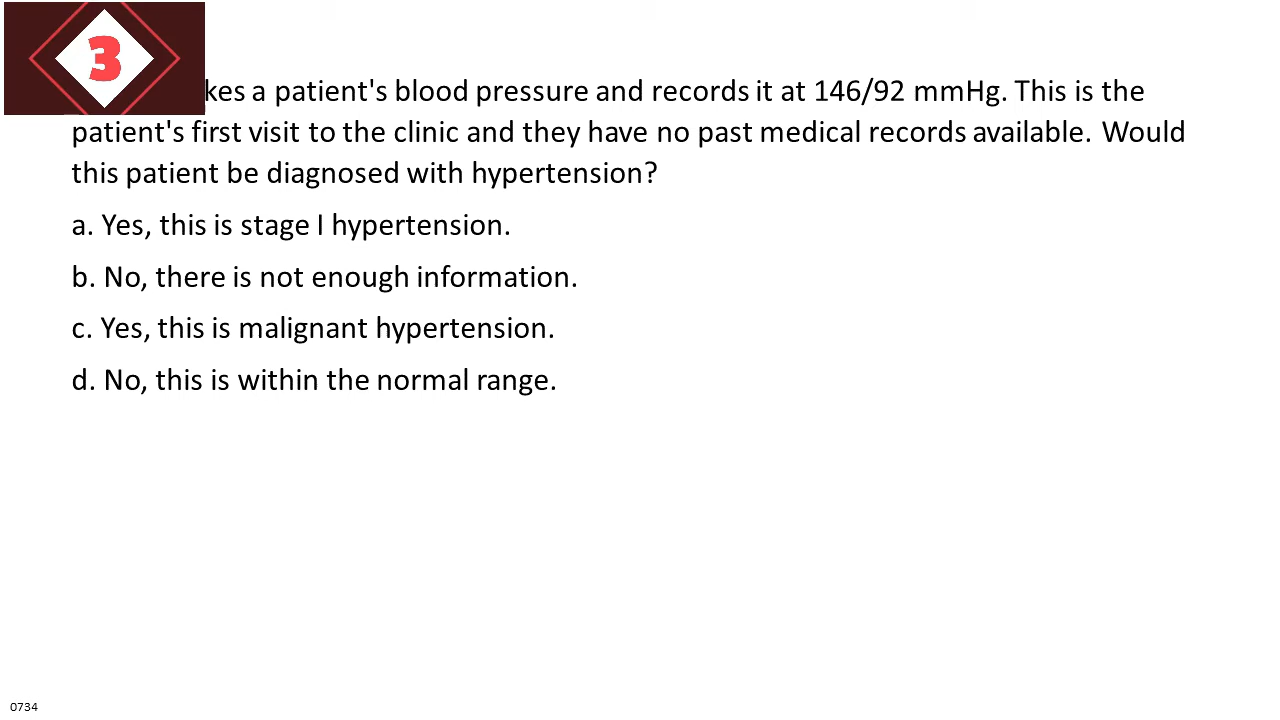 3
kes a patient's blood pressure and records it at 146/92 mmHg. This is the
patient's first visit to the clinic and they have no past medical records available. Would
this patient be diagnosed with hypertension?
a. Yes, this is stage I hypertension.
b. No, there is not enough information.
c. Yes, this is malignant hypertension.
d. No, this is within the normal range.
0734